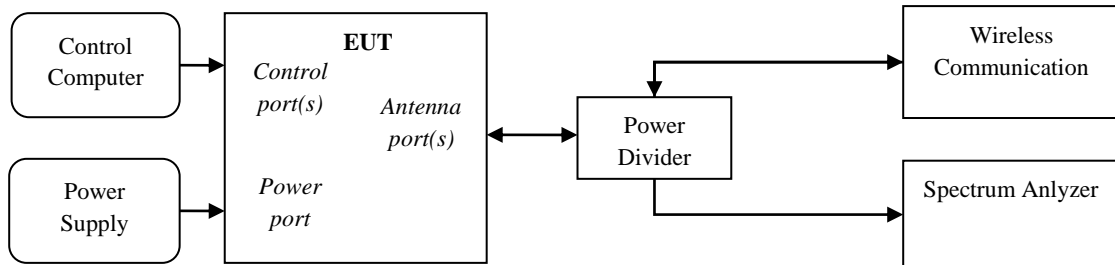 Control
Computer
Power
Supply
EUT
Control
port(s)
Antenna
port(s)
Power
port
Power
Divider
Wireless
Communication
Spectrum Anlyzer